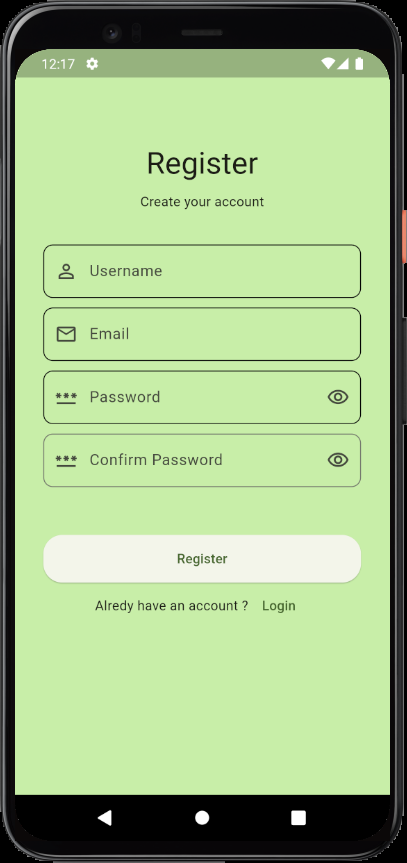 12:17
Register
Create your account
Username
Email
*** Password
*** Confirm Password
Register
Alredy have an account ? Login